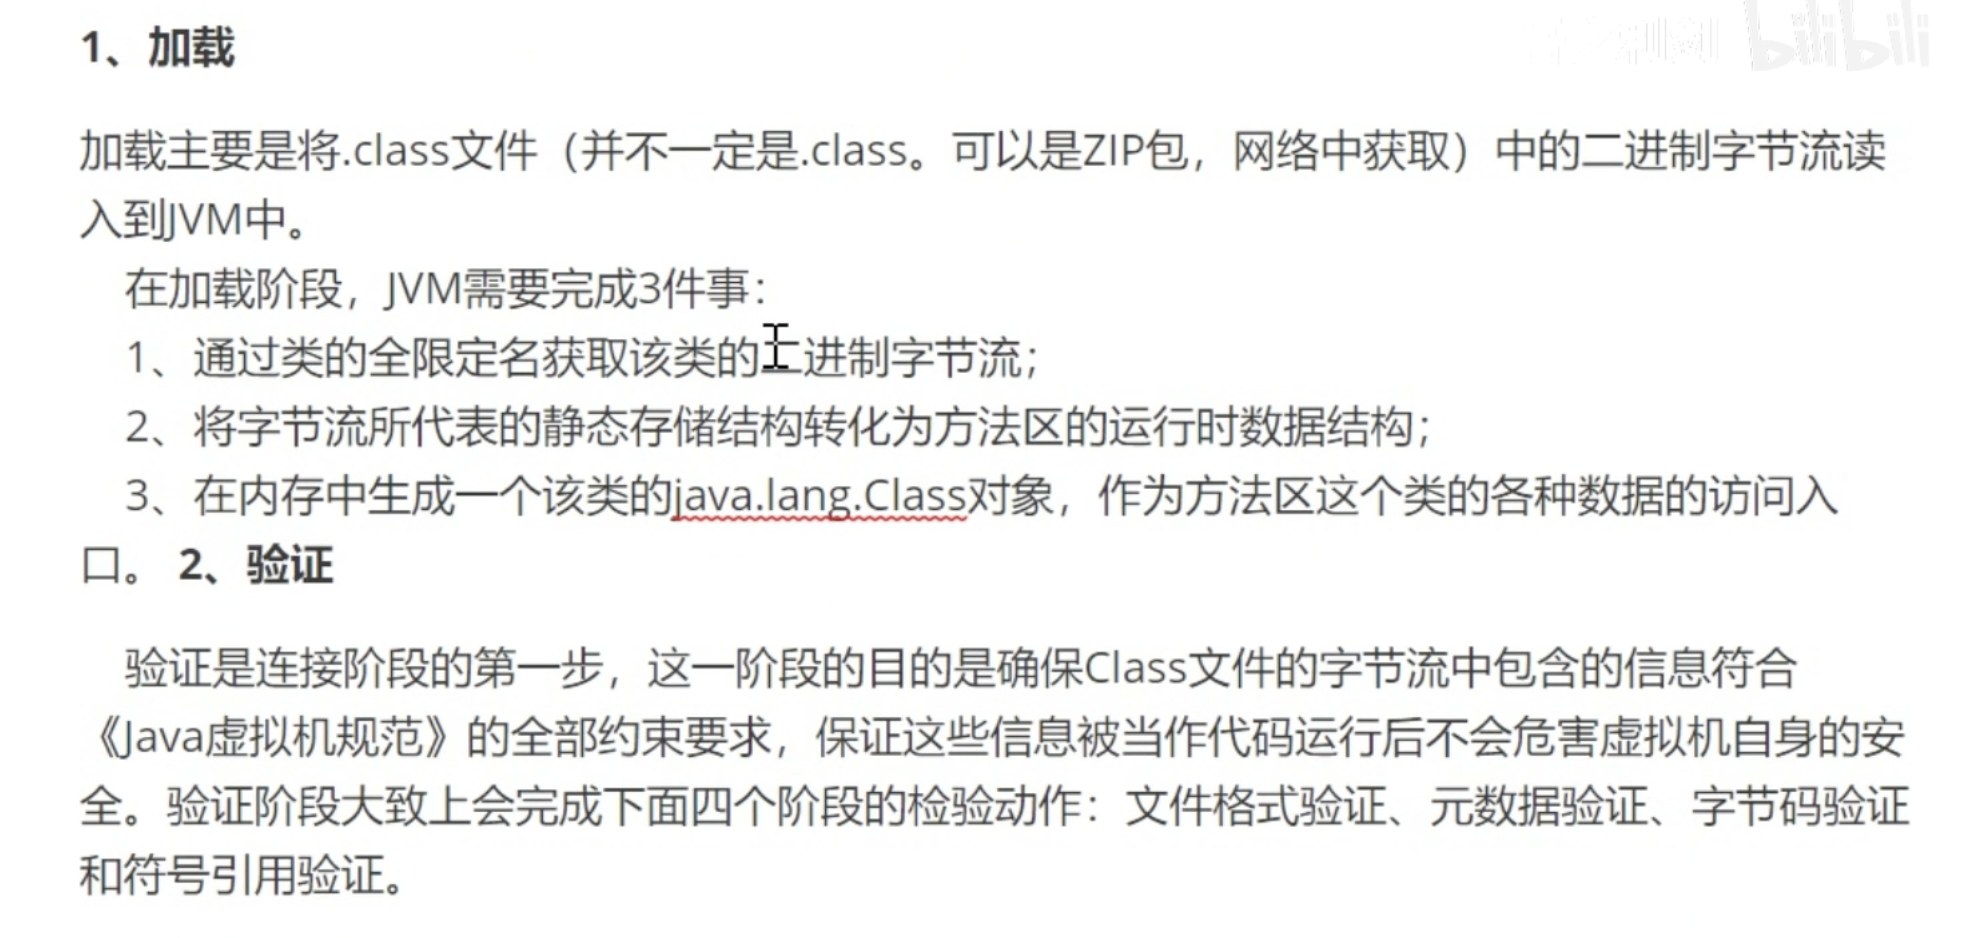 1、加载
bilibili
加载主要是将.class文件（并不一定是.class。可以是ZIP包，网络中获取）中的二进制字节流读
入到JVM中。
在加载阶段，JVM需要完成3件事：
1、通过类的全限定名获取该类的二进制字节流；
2、将字节流所代表的静态存储结构转化为方法区的运行时数据结构；
3、在内存中生成一个该类的java.lang.Class对象，作为方法区这个类的各种数据的访问入
口。 2、验证
验证是连接阶段的第一步，这一阶段的目的是确保Class文件的字节流中包含的信息符合
《Java虚拟机规范》的全部约束要求，保证这些信息被当作代码运行后不会危害虚拟机自身的安
全。验证阶段大致上会完成下面四个阶段的检验动作：文件格式验证、元数据验证、字节码验证
和符号引用验证。